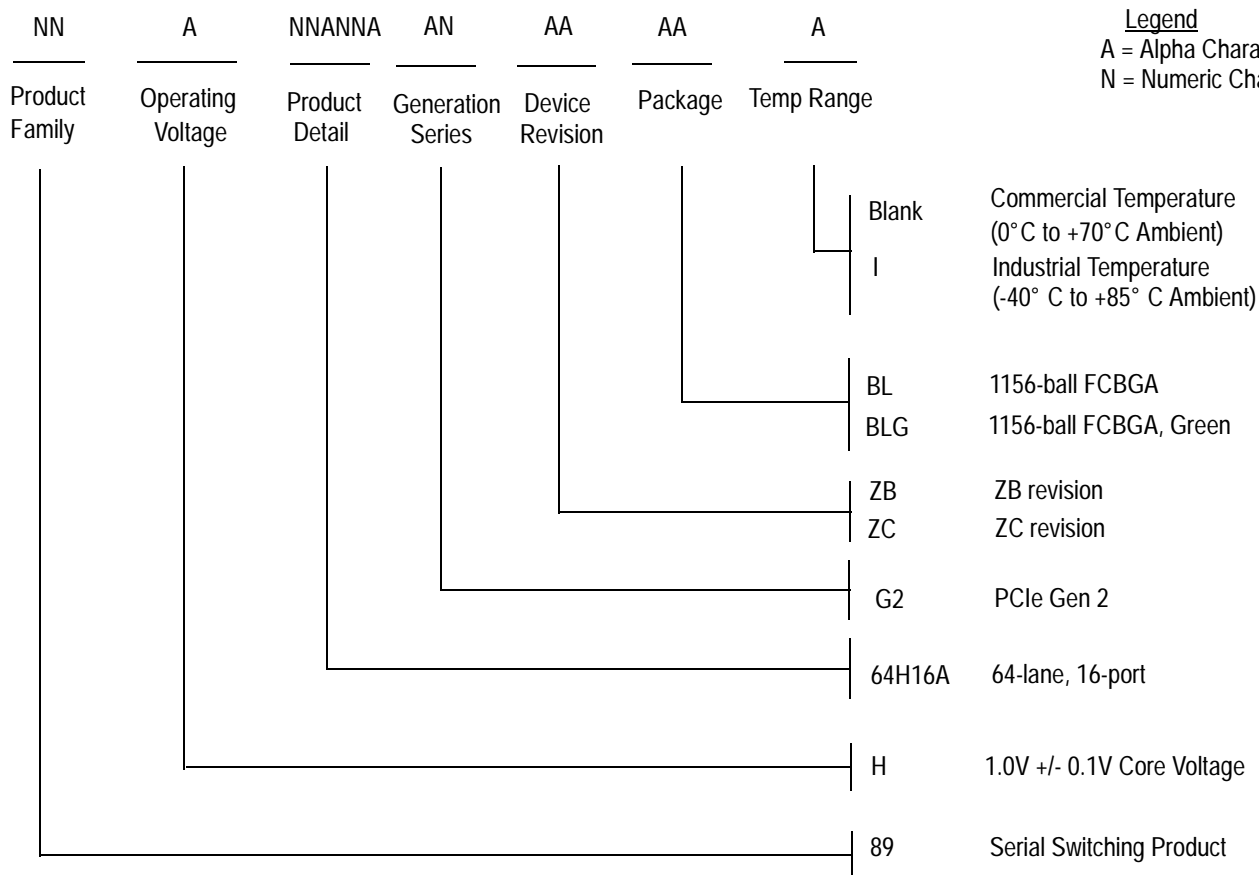 NN A NNANNA AN AA AA A
Legend
A = Alpha
N = Numeric
Product Family
Operating Voltage
Product Detail
Generation Series
Device Revision
Package
Temp Range
Blank Commercial Temperature
(0°C to +70°C Ambient)
I Industrial Temperature
(-40° C to +85° C Ambient)
BL 1156-ball FCBGA
BLG 1156-ball FCBGA, Green
ZB ZB revision
ZC ZC revision
G2 PCIe Gen 2
64H16A 64-lane, 16-port
H 1.0V +/- 0.1V Core Voltage
89 Serial Switching Product